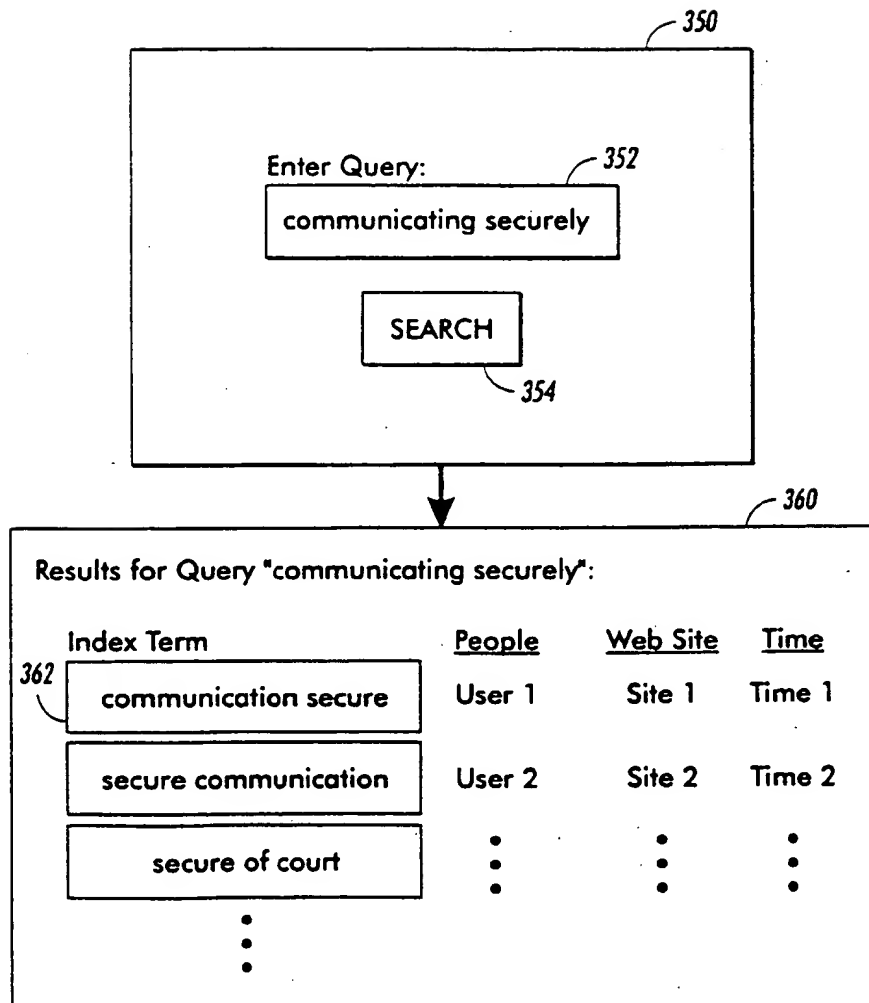 350
Enter Query:
352
communicating securely
SEARCH
354
360
Results for Query "communicating securely":
Index Term People Web Site Time
362
communication secure User 1 Site 1 Time 1
secure communication User 2 Site 2 Time 2
secure of court